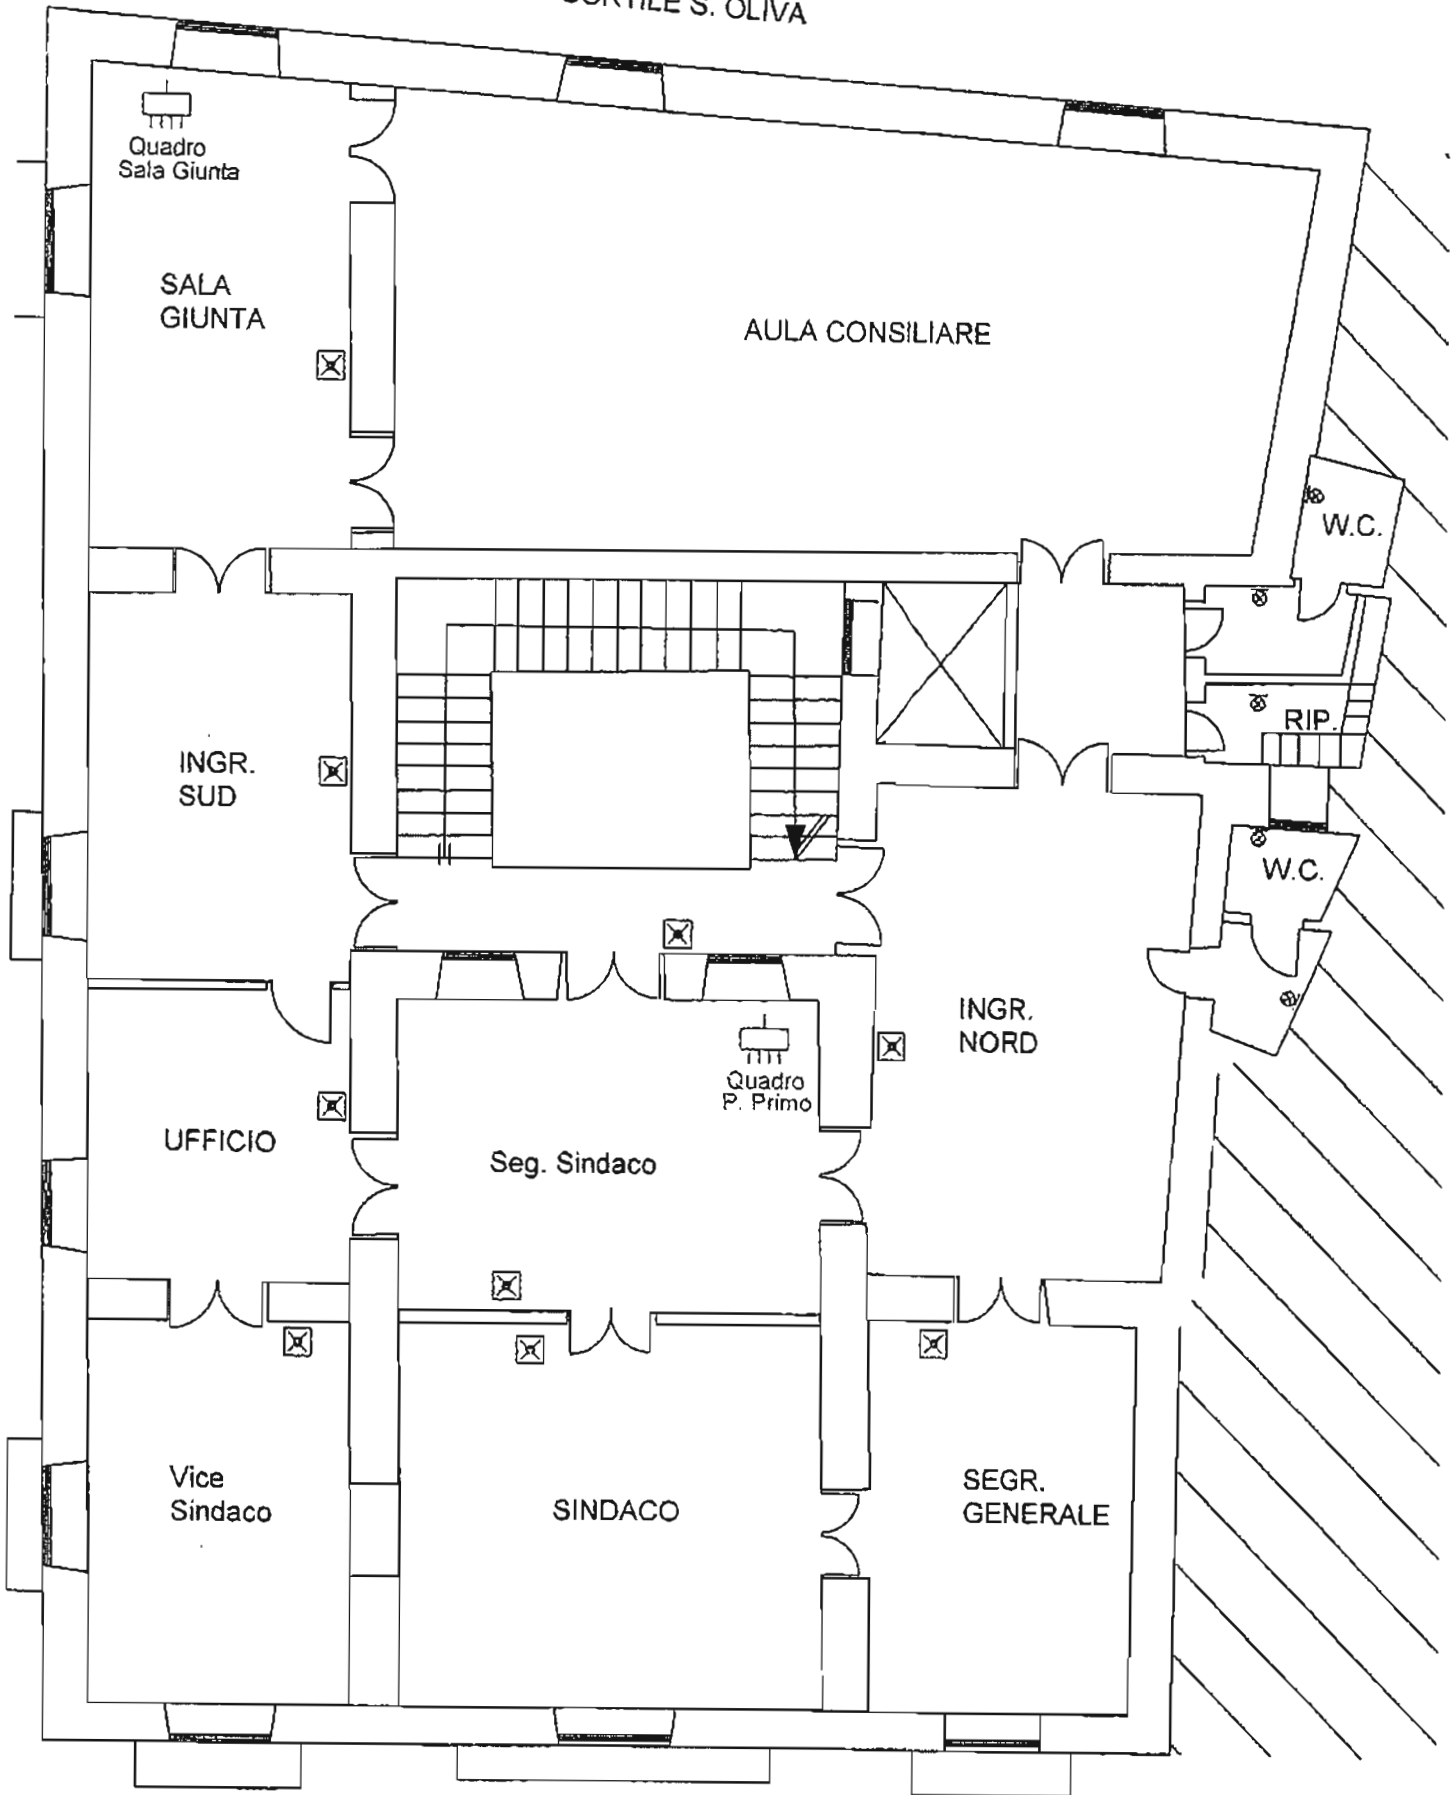 CORTILE S. OLIVA
Quadro
Sala Giunta
SALA
GIUNTA
AULA CONSILIARE
W.C.
RIP.
INGR.
SUD
W.C.
INGR.
NORD
Quadro
P. Primo
UFFICIO
Seg. Sindaco
Vice
Sindaco
SINDACO
SEGR.
GENERALE